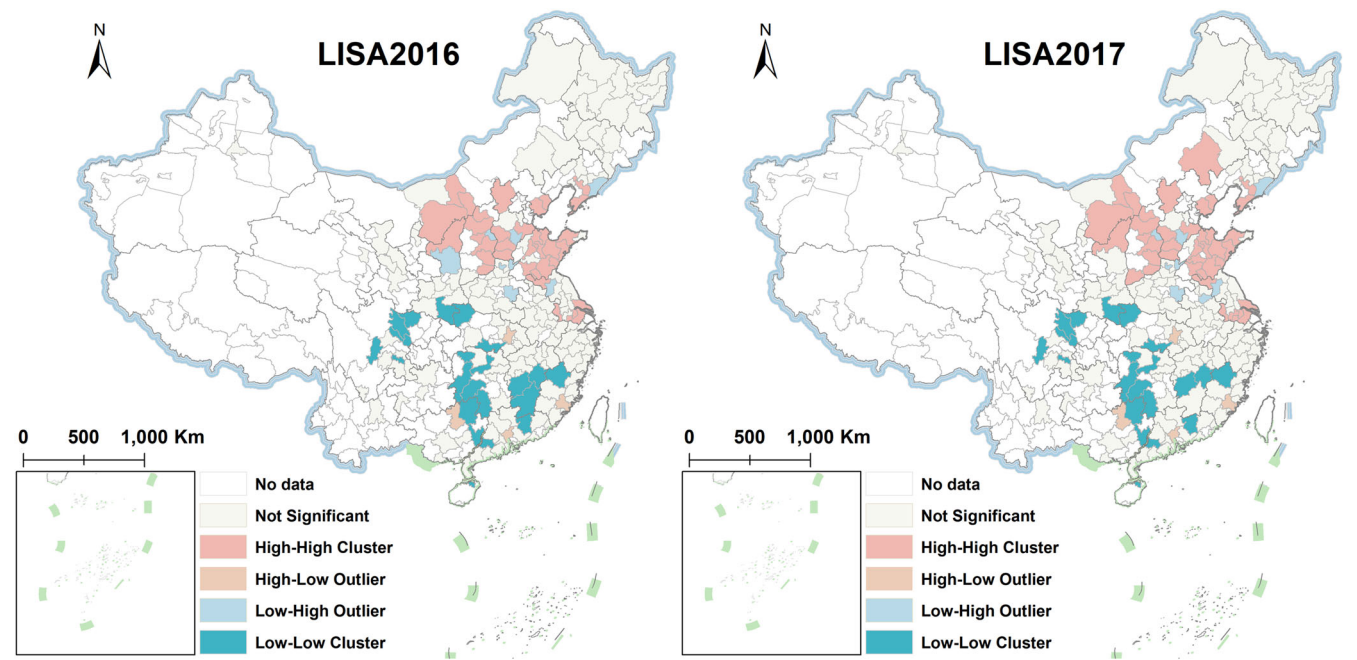 N
LISA2016
0 500 1,000 Km
No data
Not Significant
High-High Cluster
High-Low Outlier
Low-High Outlier
Low-Low Cluster
N
LISA2017
0 500 1,000 Km
No data
Not Significant
High-High Cluster
High-Low Outlier
Low-High Outlier
Low-Low Cluster